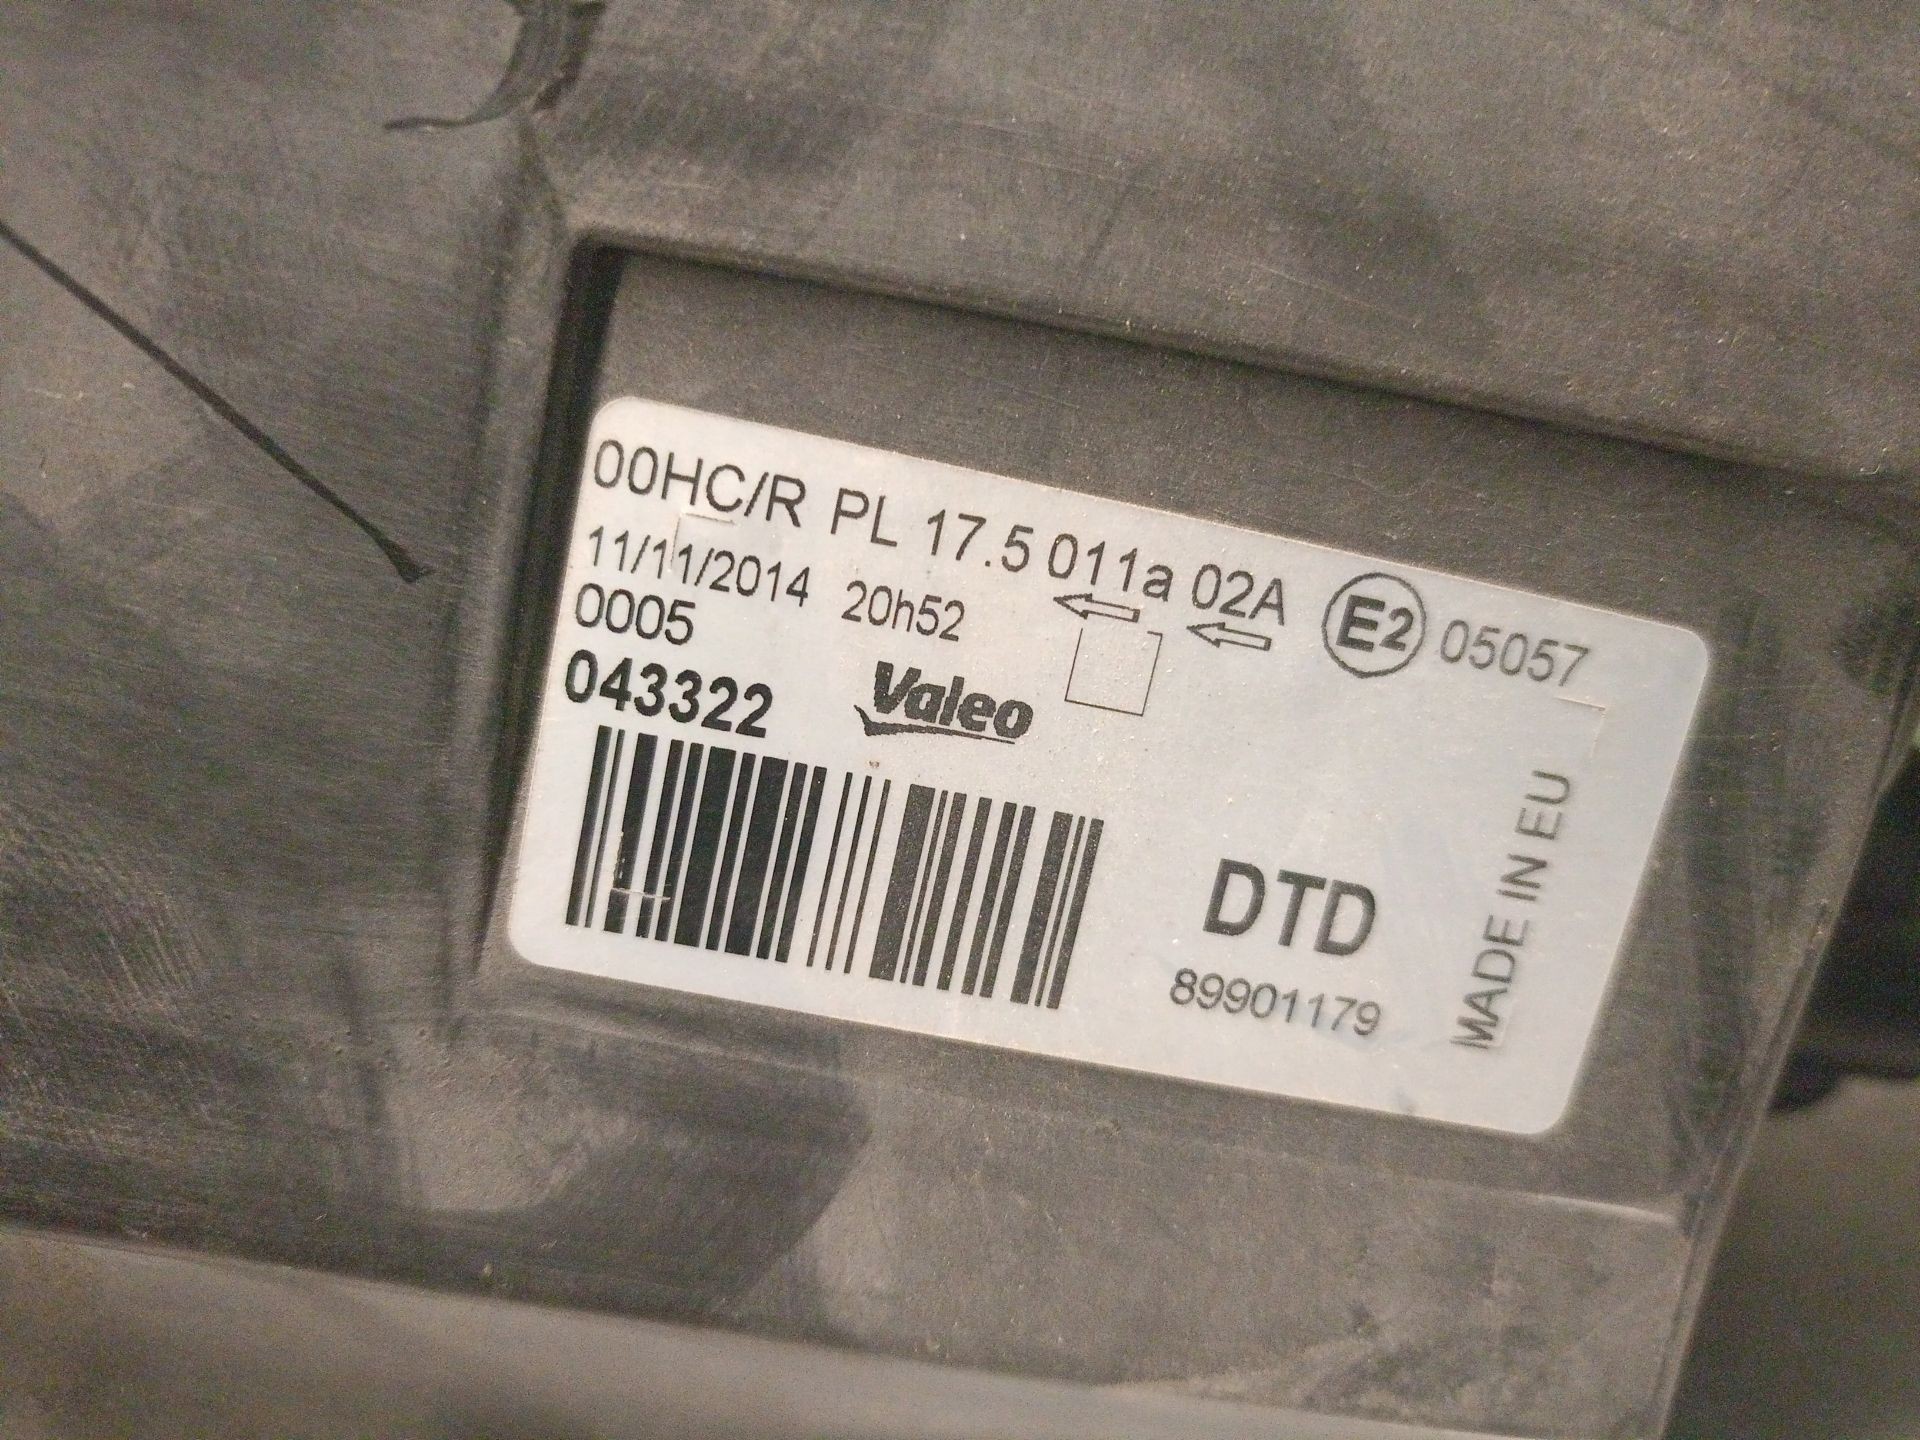 00HC/R PL 17.5 011a 02A E2 05057
11/11/2014 20h52
0005
043322 Valeo
DTD
89901179
MADE IN EU